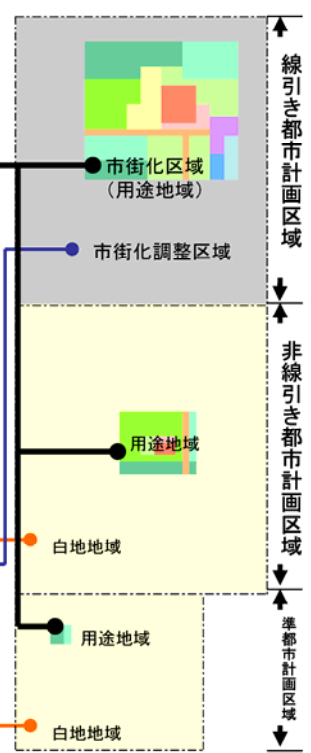 線引き都市計画区域
市街化区域
（用途地域）
市街化調整区域
非線引き都市計画区域
用途地域
白地地域
準都市計画区域
用途地域
白地地域